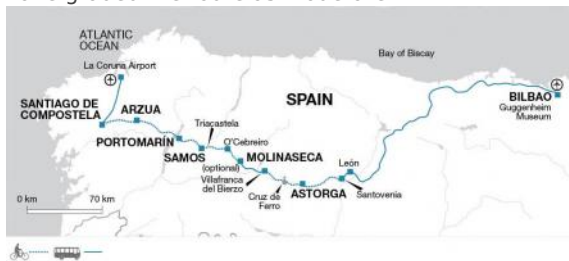 ATLANTIC
OCEAN
La Coruna Airport
Bay of Biscay
SANTIAGO DE
COMPOSTELA
ARZUA
SPAIN
BILBAO
Guggenheim
Museum
Triacastela
PORTOMARÍN
O'Cebreiro
SAMOS
MOLINASECA
(optional)
Villafranca
del Bierzo
León
Cruz de
Ferro
ASTORGA
Santovenia
0 km
70 km